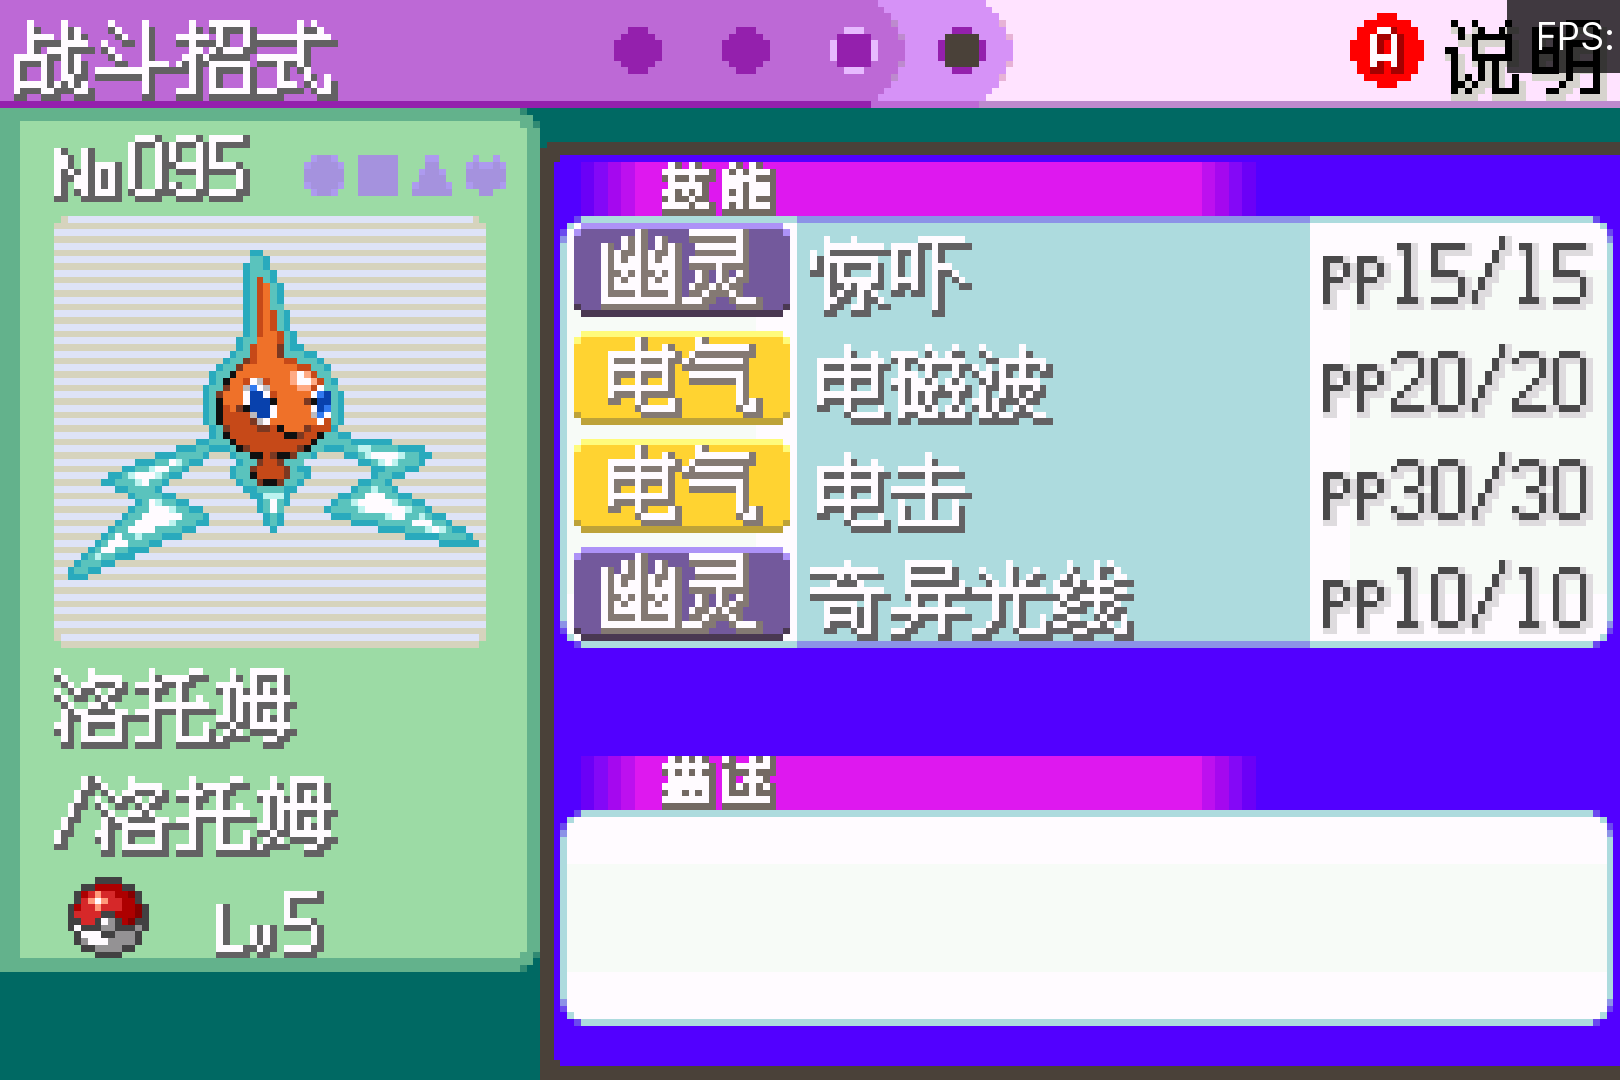 战斗招式
A 说明
FPS:
No095
技能
幽灵 惊吓 PP15/15
电气 电磁波 PP20/20
电气 电击 PP30/30
幽灵 奇异光线 PP10/10
洛托姆
/洛托姆
Lv5